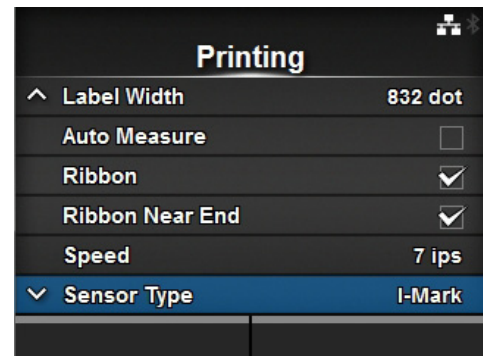 Printing
Label Width 832 dot
Auto Measure
Ribbon
Ribbon Near End
Speed 7 ips
Sensor Type I-Mark